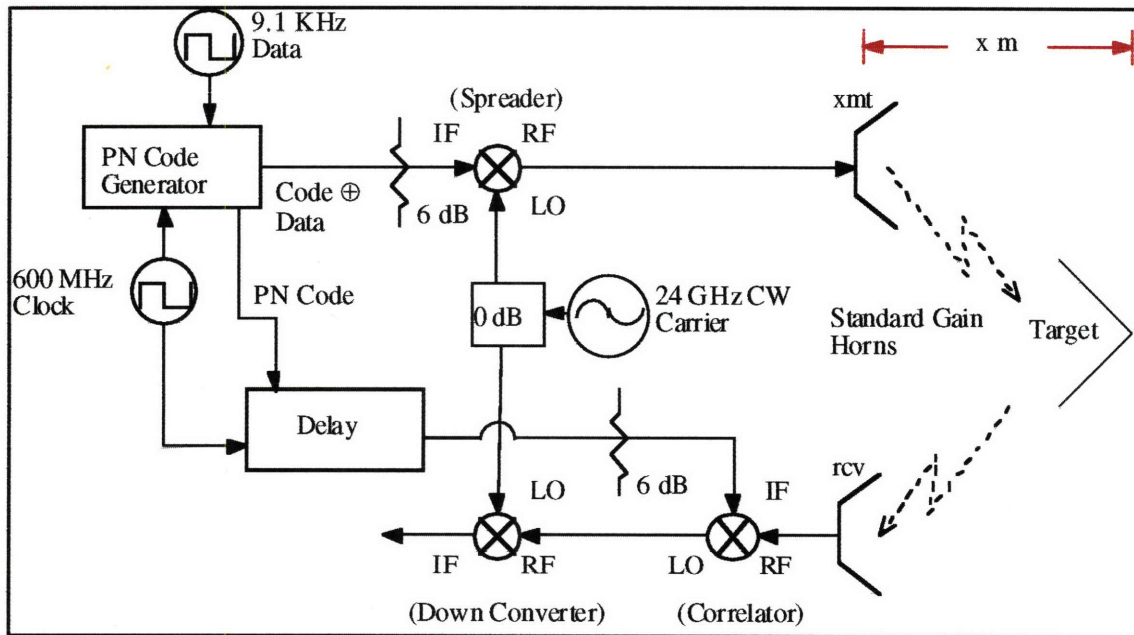 9.1 KHz
Data
x m
(Spreader)
xmt
IF
RF
PN Code
Generator
Code ⊕
Data
6 dB
LO
600 MHz
Clock
PN Code
0 dB
24 GHz CW
Carrier
Standard Gain
Horns
Target
Delay
6 dB
LO
IF
rcv
IF
RF
LO
RF
(Down Converter)
(Correlator)